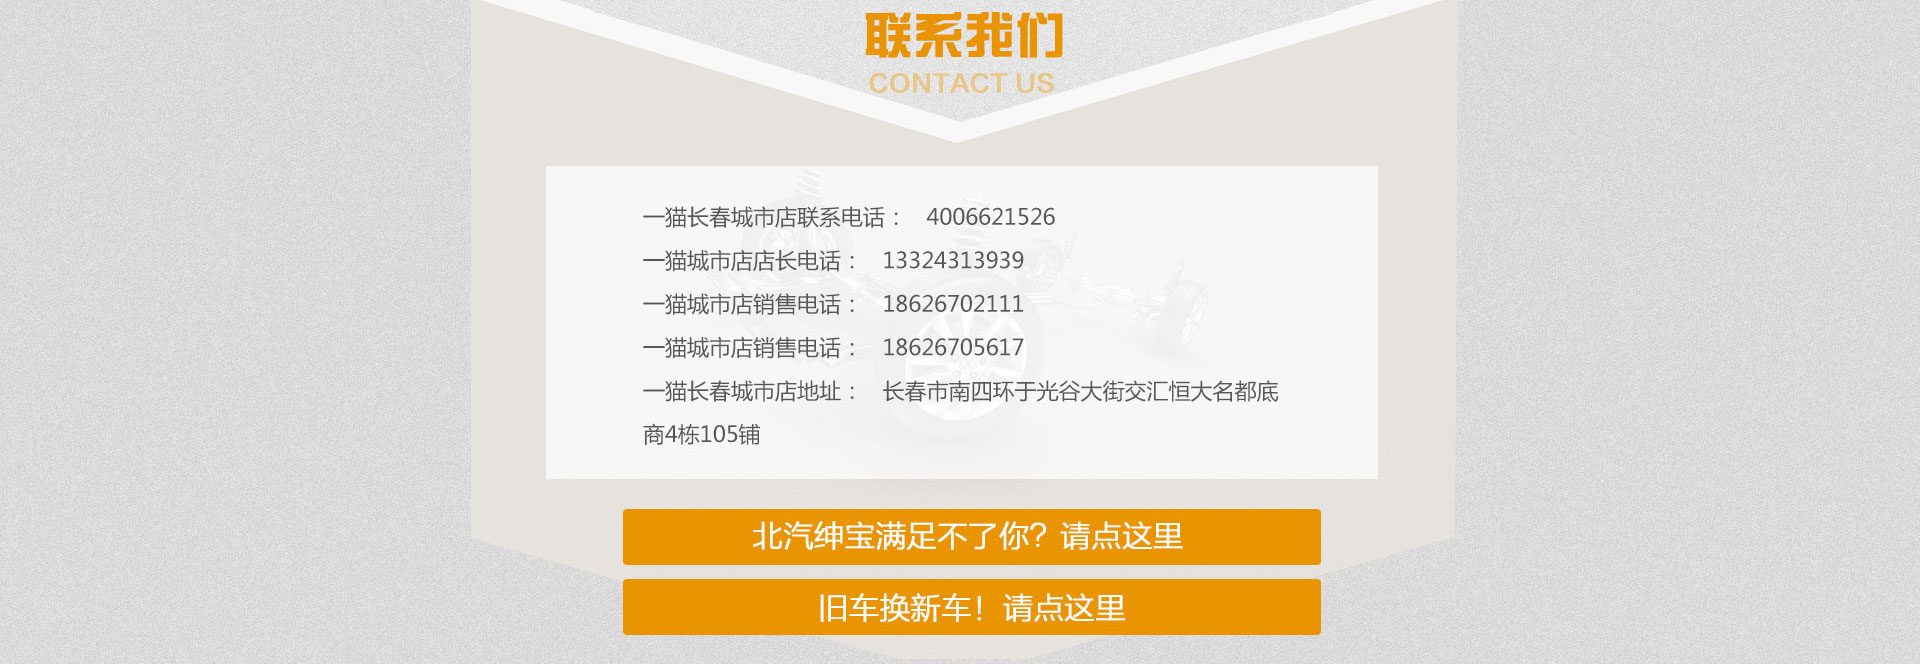 联系我们
CONTACT US
一猫长春城市店联系电话： 4006621526
一猫城市店店长电话： 13324313939
一猫城市店销售电话： 18626702111
一猫城市店销售电话： 18626705617
一猫长春城市店地址： 长春市南四环于光谷大街交汇恒大名都底
商4栋105铺
北汽绅宝满足不了你？请点这里
旧车换新车！请点这里